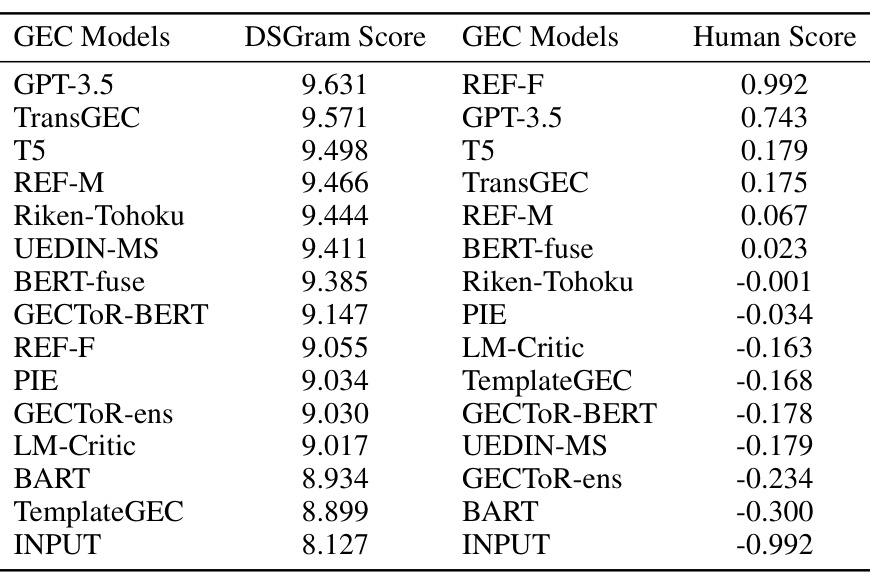 GEC Models DSGram Score GEC Models Human Score
GPT-3.5 9.631 REF-F 0.992
TransGEC 9.571 GPT-3.5 0.743
T5 9.498 T5 0.179
REF-M 9.466 TransGEC 0.175
Riken-Tohoku 9.444 REF-M 0.067
UEDIN-MS 9.411 BERT-fuse 0.023
BERT-fuse 9.385 Riken-Tohoku -0.001
GECToR-BERT 9.147 PIE -0.034
REF-F 9.055 LM-Critic -0.163
PIE 9.034 TemplateGEC -0.168
GECToR-ens 9.030 GECToR-BERT -0.178
LM-Critic 9.017 UEDIN-MS -0.179
BART 8.934 GECToR-ens -0.234
TemplateGEC 8.899 BART -0.300
INPUT 8.127 INPUT -0.992